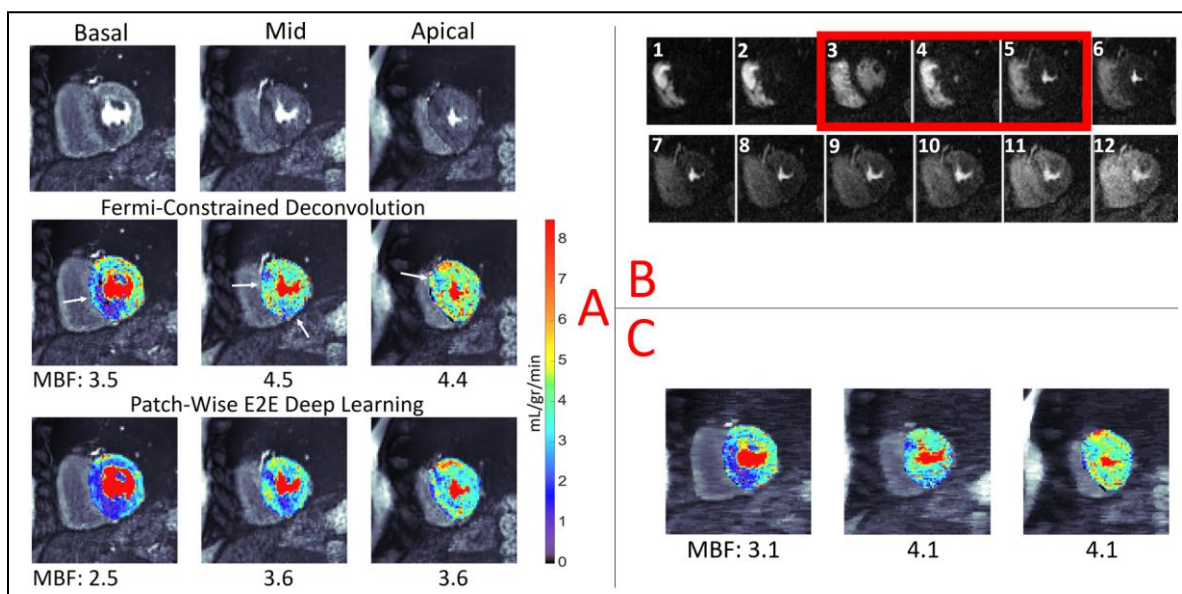 Basal Mid Apical
Fermi-Constrained Deconvolution
MBF: 3.5 4.5 4.4
Patch-Wise E2E Deep Learning
MBF: 2.5 3.6 3.6
8
7
6
5
4
3
2
1
0
mL/gr/min
A
1 2 3 4 5 6
7 8 9 10 11 12
B
C
MBF: 3.1 4.1 4.1